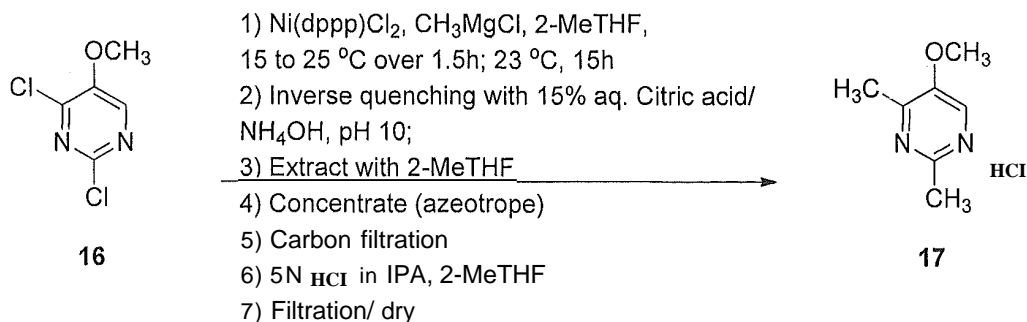 OCH3
Cl
N
N
Cl
16
1) Ni(dppp)Cl2, CH3MgCl, 2-MeTHF,
15 to 25 ºC over 1.5h; 23 ºC, 15h
2) Inverse quenching with 15% aq. Citric acid/
NH4OH, pH 10;
3) Extract with 2-MeTHF
4) Concentrate (azeotrope)
5) Carbon filtration
6) 5N HCI in IPA, 2-MeTHF
7) Filtration/ dry
OCH3
H3C
N
N
CH3
HCI
17